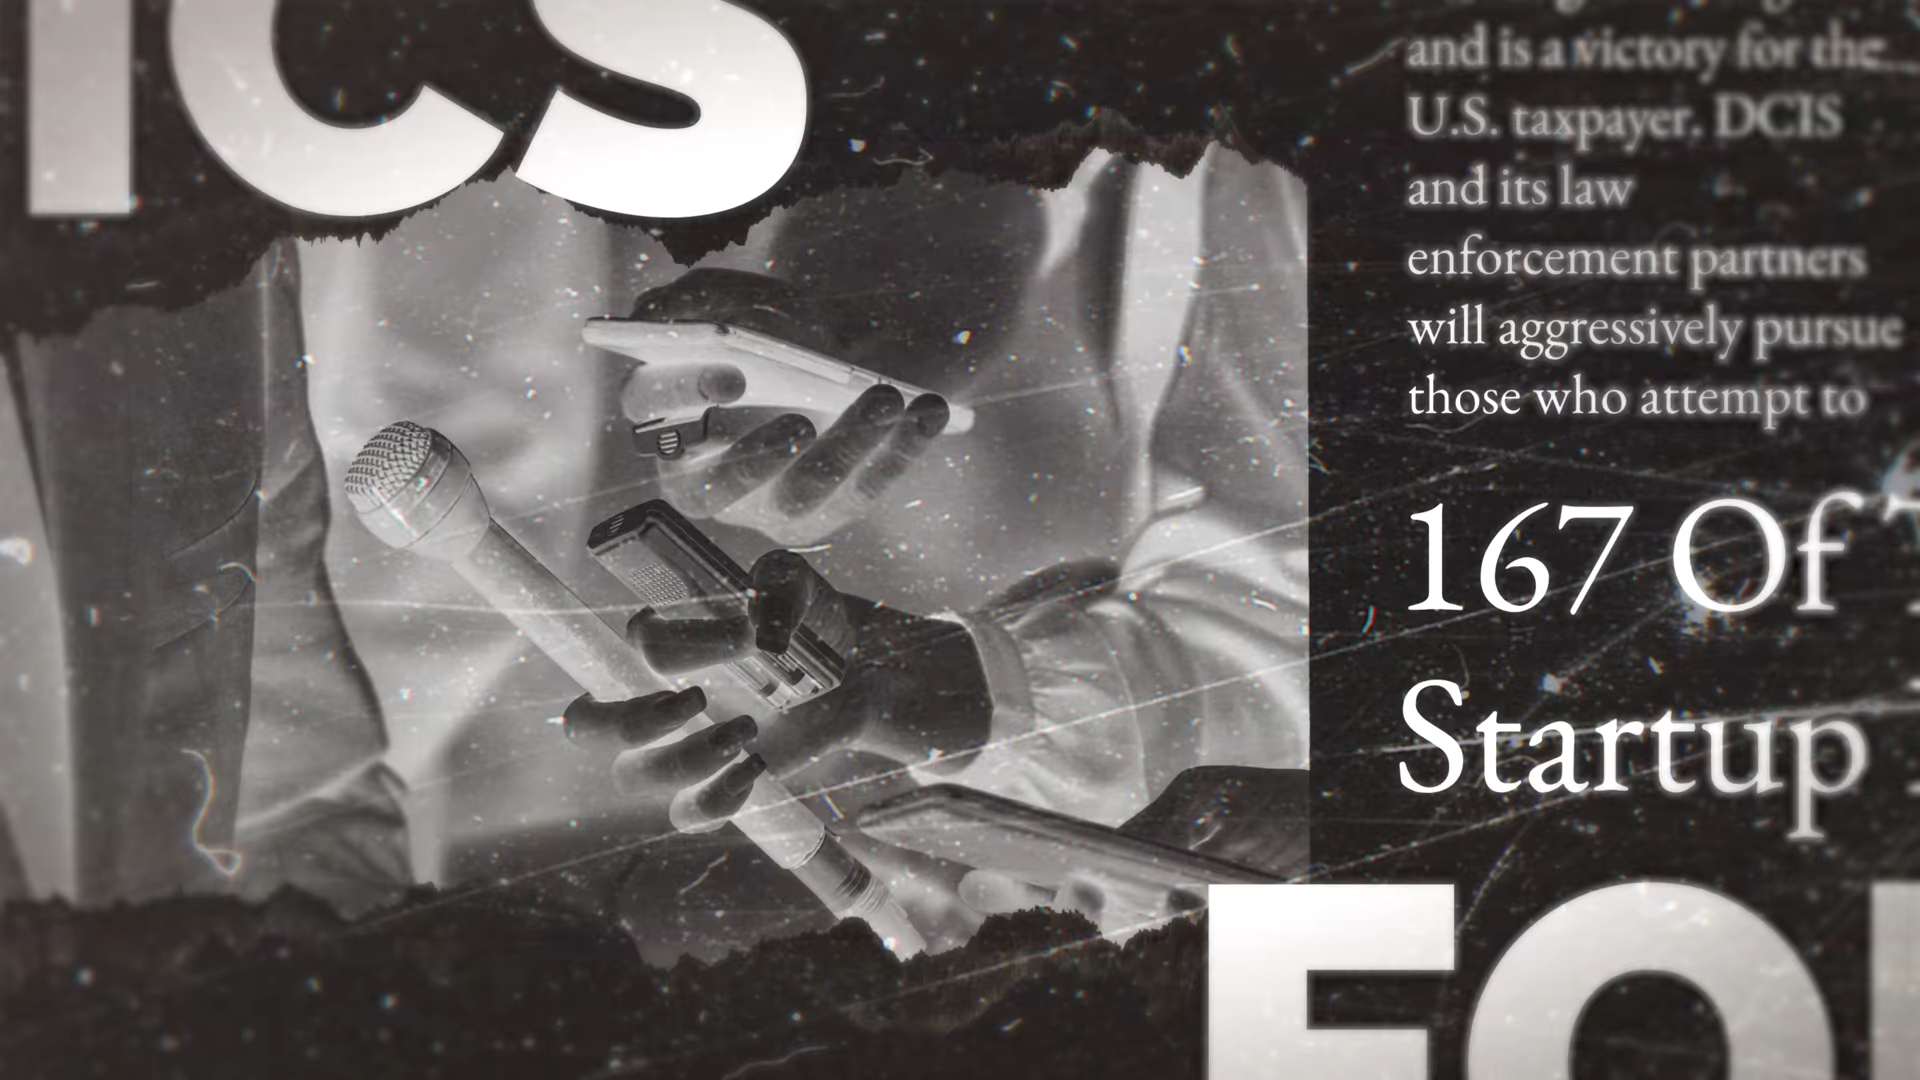 ICS
and is a victory for the
U.S. taxpayer. DCIS
and its law
enforcement partners
will aggressively pursue
those who attempt to
167 Of
Startup
FO